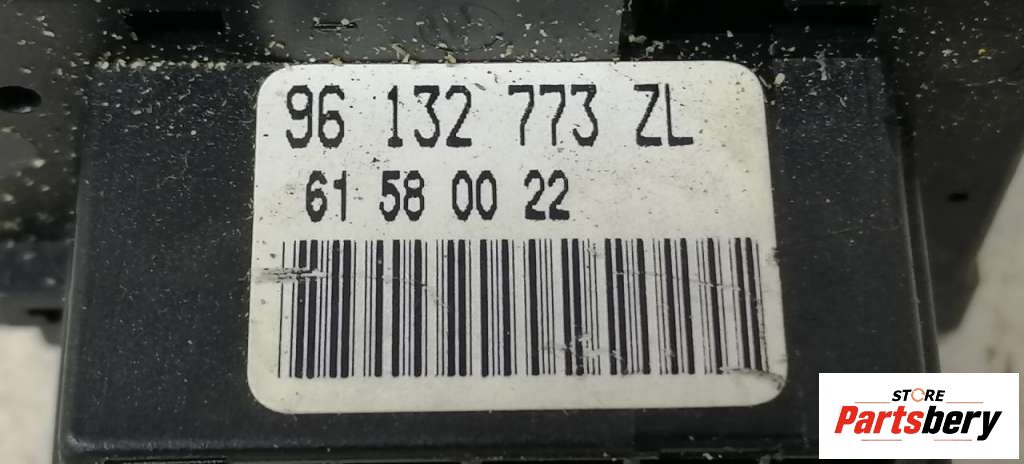 96 132 773 ZL
61 58 00 22
STORE
Partsbery